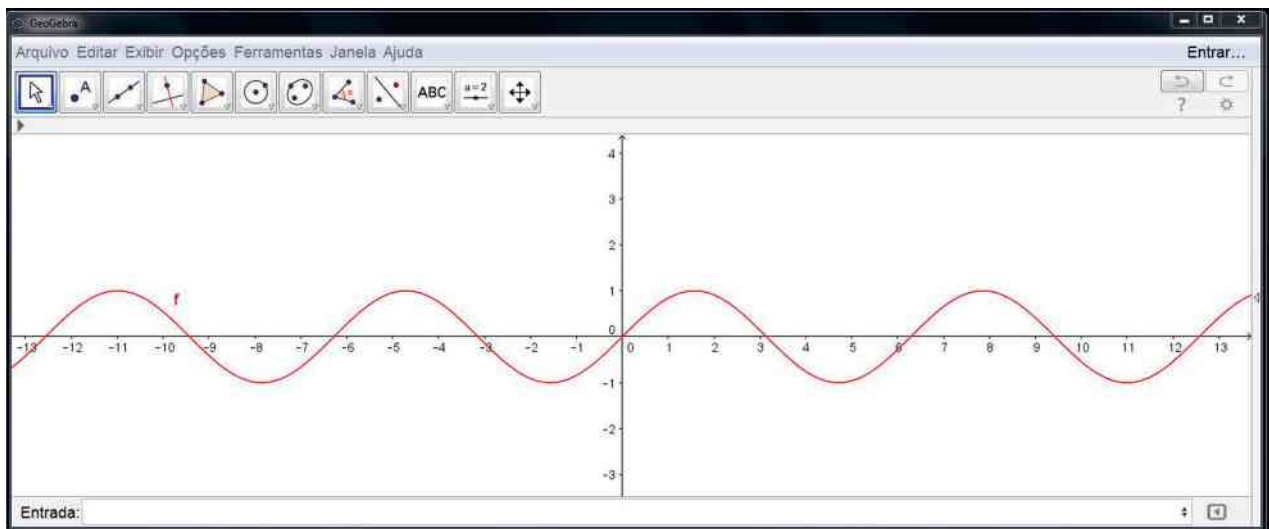 GeoGebra
Arquivo Editar Exibir Opções Ferramentas Janela Ajuda
Entrar...
A
ABC
a=2
?
4
3
2
1
0
-1
-2
-3
f
-13 -12 -11 -10 -9 -8 -7 -6 -5 -4 -3 -2 -1 0 1 2 3 4 5 6 7 8 9 10 11 12 13
Entrada: